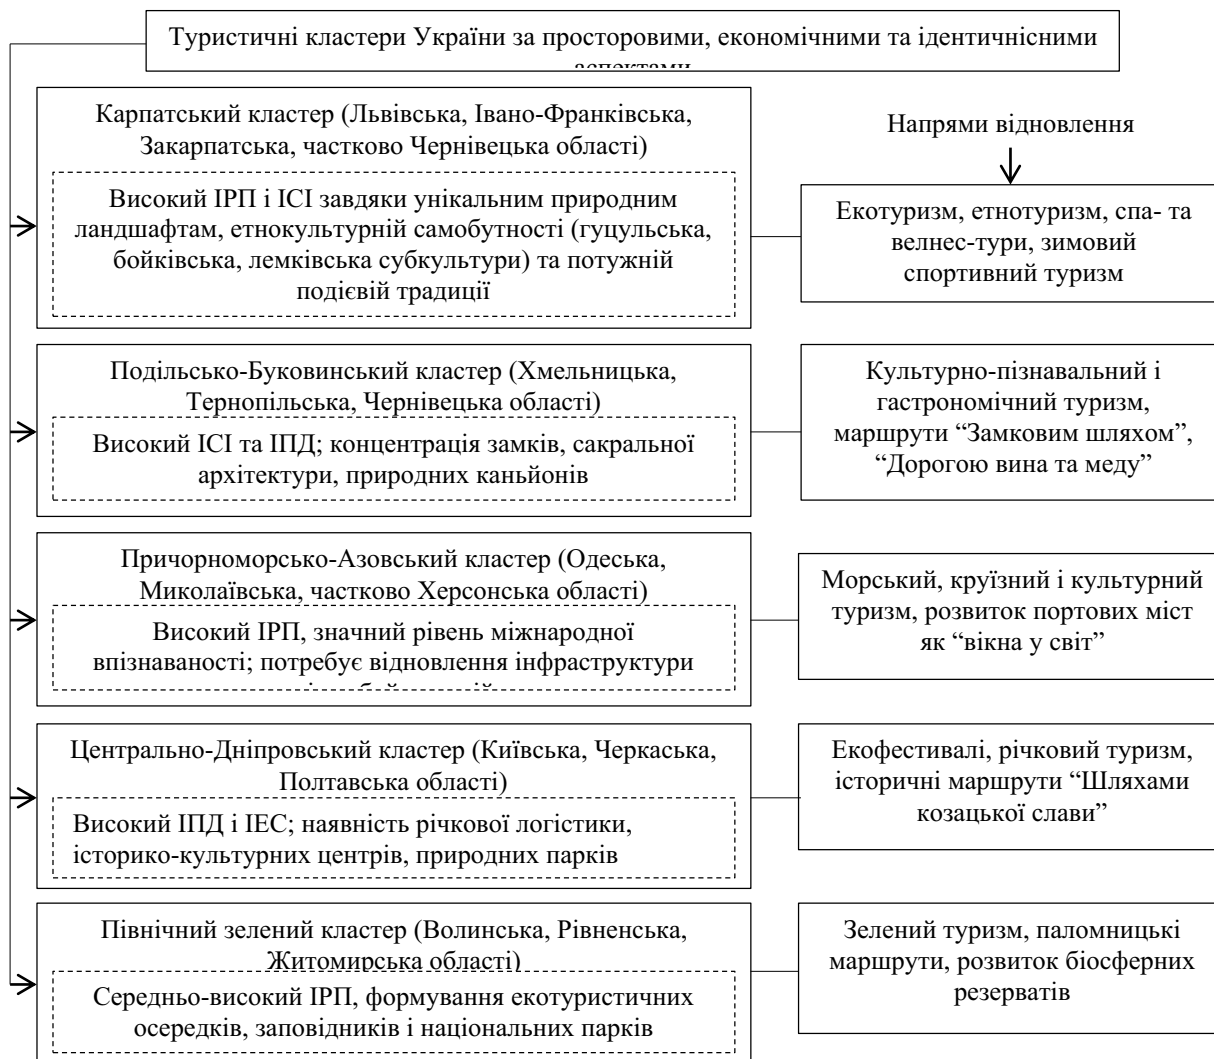 Туристичні кластери України за просторовими, економічними та ідентичнісними
аспектами
Карпатський кластер (Львівська, Івано-Франківська,
Закарпатська, частково Чернівецька області)
Високий ІРП і ІСІ завдяки унікальним природним
ландшафтам, етнокультурній самобутності (гуцульська,
бойківська, лемківська субкультури) та потужній
подієвій традиції
Напрями відновлення
Екотуризм, етнотуризм, спа- та
велнес-тури, зимовий
спортивний туризм
Подільсько-Буковинський кластер (Хмельницька,
Тернопільська, Чернівецька області)
Високий ІСІ та ІПД; концентрація замків, сакральної
архітектури, природних каньйонів
Культурно-пізнавальний і
гастрономічний туризм,
маршрути “Замковим шляхом”,
“Дорогою вина та меду”
Причорноморсько-Азовський кластер (Одеська,
Миколаївська, частково Херсонська області)
Високий ІРП, значний рівень міжнародної
впізнаваності; потребує відновлення інфраструктури
Морський, круїзний і культурний
туризм, розвиток портових міст
як “вікна у світ”
Центрально-Дніпровський кластер (Київська, Черкаська,
Полтавська області)
Високий ІПД і ІЕС; наявність річкової логістики,
історико-культурних центрів, природних парків
Екофестивалі, річковий туризм,
історичні маршрути “Шляхами
козацької слави”
Північний зелений кластер (Волинська, Рівненська,
Житомирська області)
Середньо-високий ІРП, формування екотуристичних
осередків, заповідників і національних парків
Зелений туризм, паломницькі
маршрути, розвиток біосферних
резерватів